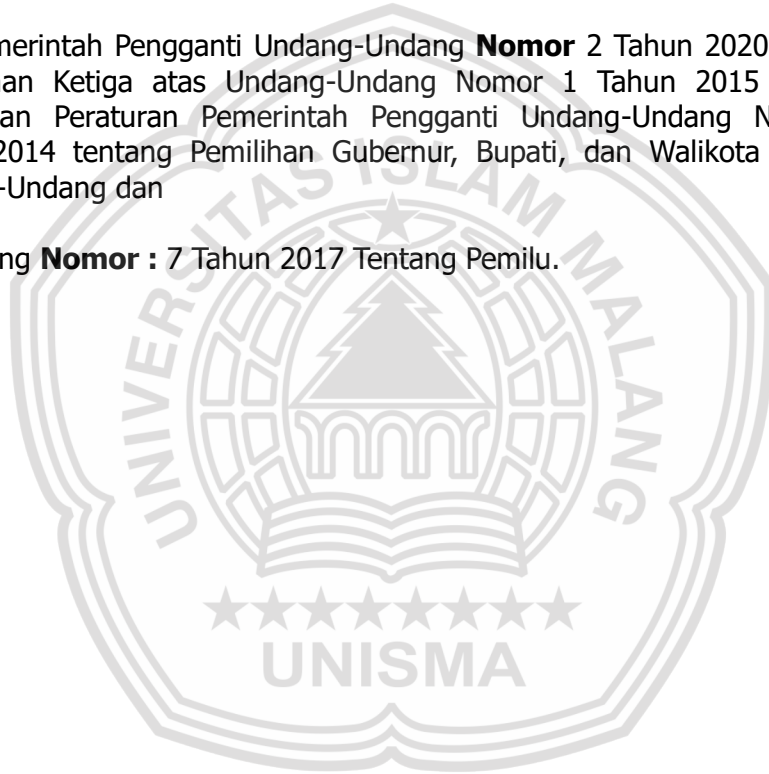 merintah Pengganti Undang-Undang Nomor 2 Tahun 2020
an Ketiga atas Undang-Undang Nomor 1 Tahun 2015
an Peraturan Pemerintah Pengganti Undang-Undang N
2014 tentang Pemilihan Gubernur, Bupati, dan Walikota
-Undang dan
ng Nomor : 7 Tahun 2017 Tentang Pemilu.
UNIVERSITAS ISLAM MALANG
UNISMA